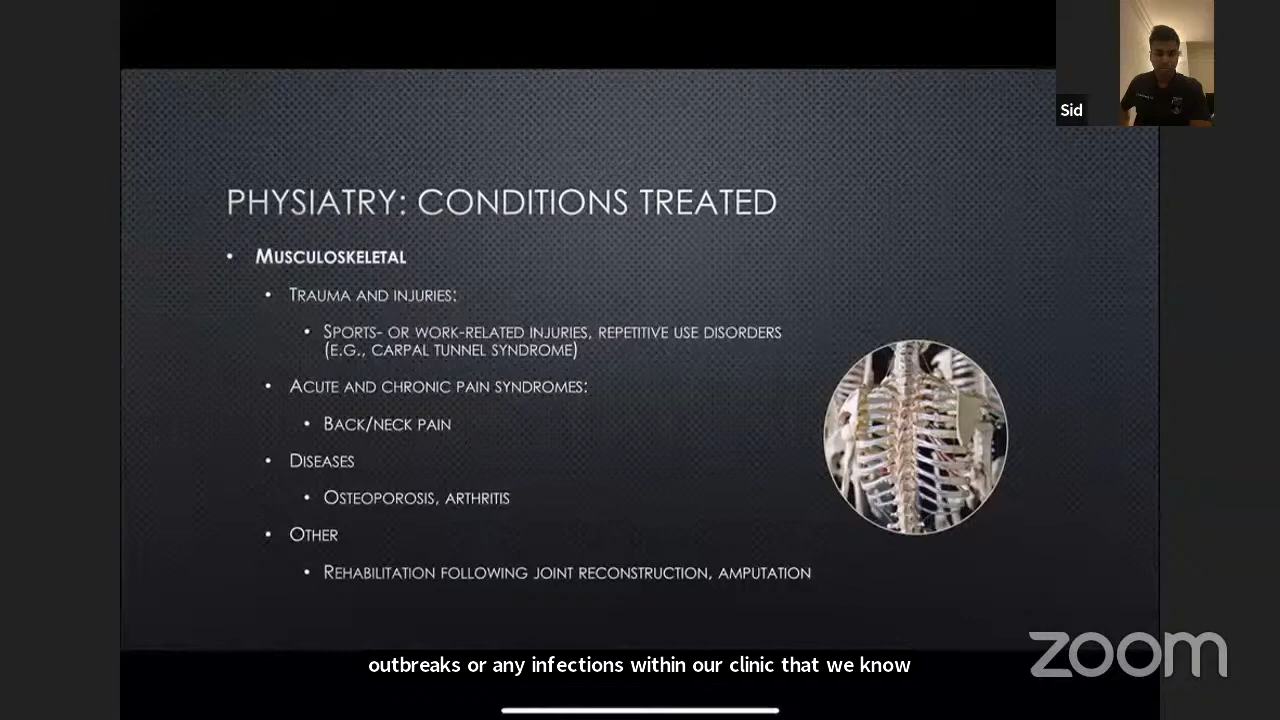 Sid
PHYSIATRY: CONDITIONS TREATED
• MUSCULOSKELETAL
• TRAUMA AND INJURIES:
• SPORTS- OR WORK-RELATED INJURIES, REPETITIVE USE DISORDERS
(E.G., CARPAL TUNNEL SYNDROME)
• ACUTE AND CHRONIC PAIN SYNDROMES:
• BACK/NECK PAIN
• DISEASES
• OSTEOPOROSIS, ARTHRITIS
• OTHER
• REHABILITATION FOLLOWING JOINT RECONSTRUCTION, AMPUTATION
zoom
outbreaks or any infections within our clinic that we know